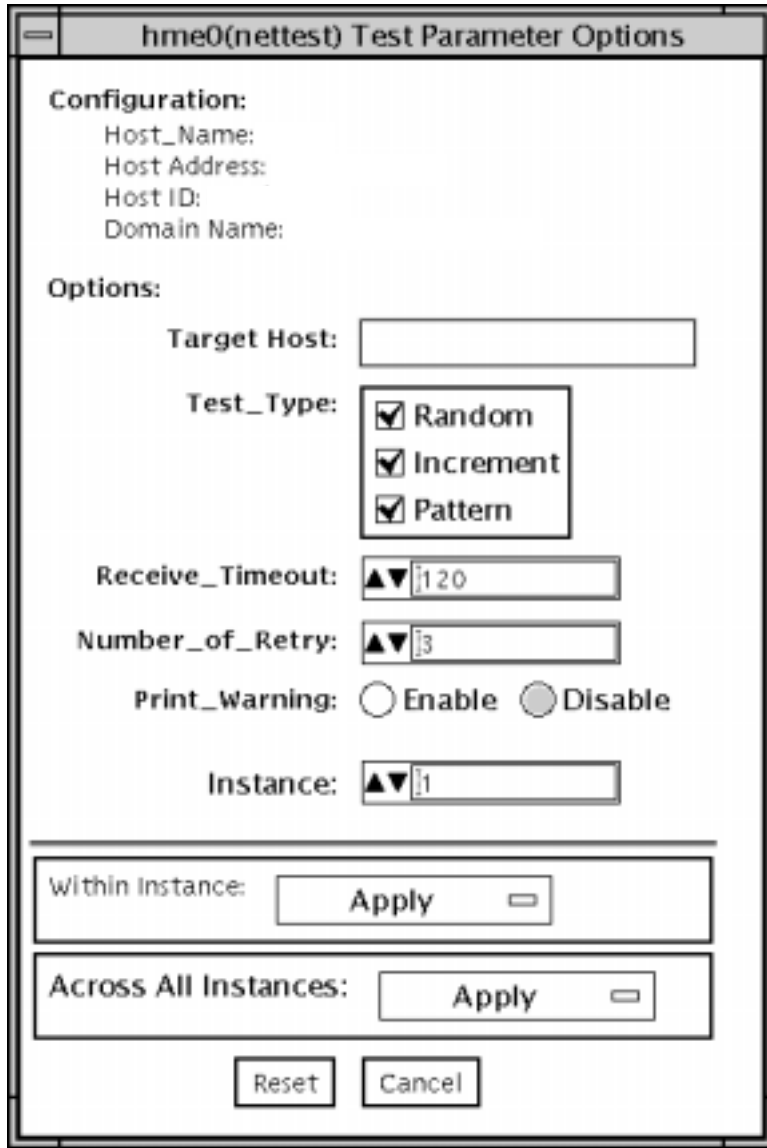 hme0(nettest) Test Parameter Options
Configuration:
Host_Name:
Host Address:
Host ID:
Domain Name:
Options:
Target Host:
Test_Type:
Random
Increment
Pattern
Receive_Timeout: 120
Number_of_Retry: 3
Print_Warning: Enable Disable
Instance: 1
Within Instance: Apply
Across All Instances: Apply
Reset Cancel